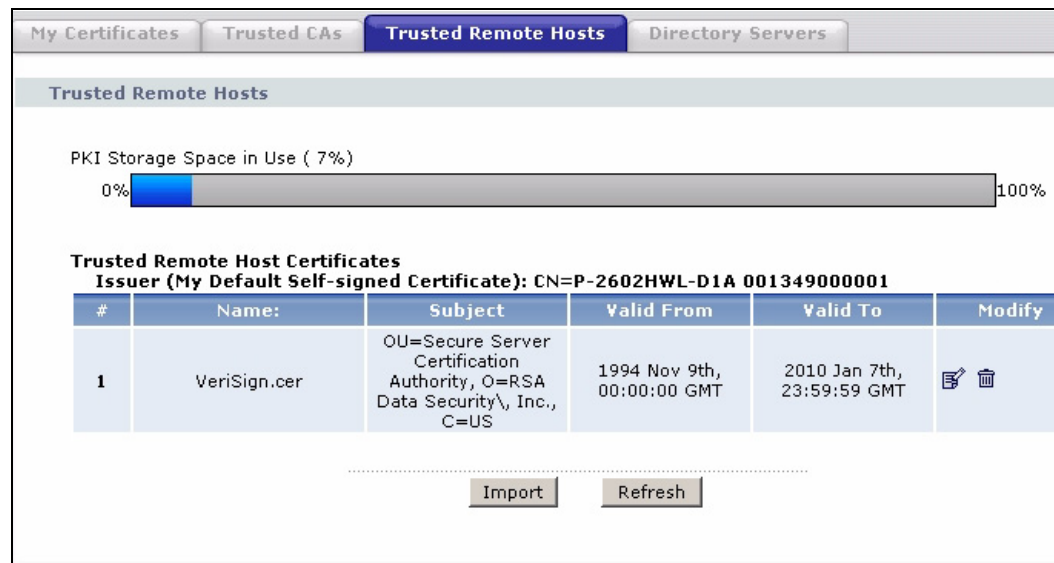 My Certificates Trusted CAs Trusted Remote Hosts Directory Servers
Trusted Remote Hosts
PKI Storage Space in Use ( 7%)
0% 100%
Trusted Remote Host Certificates
Issuer (My Default Self-signed Certificate): CN=P-2602HWL-D1A 001349000001
# Name: Subject Valid From Valid To Modify
1
VeriSign.cer
OU=Secure Server
Certification
Authority, O=RSA
Data Security\, Inc.,
C=US
1994 Nov 9th,
00:00:00 GMT
2010 Jan 7th,
23:59:59 GMT
Import Refresh